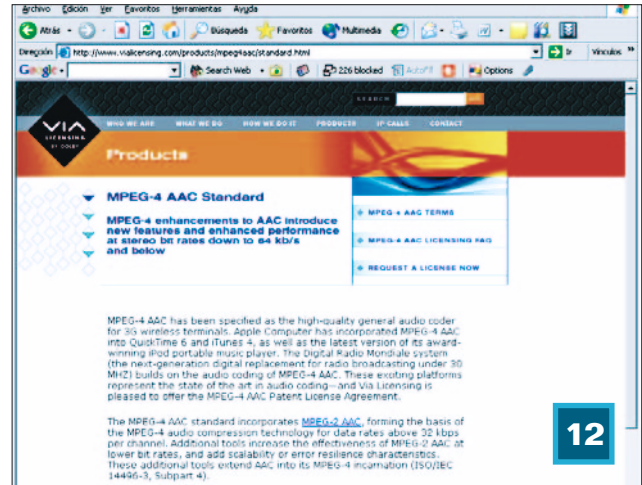 Archivo Edición Ver Favoritos Herramientas Ayuda
Atrás Búsqueda Favoritos Multimedia
Dirección http://www.vialicensing.com/products/mpeg4aac/standard.html Ir Vínculos »
Google Search Web 226 blocked AutoFill Options
SEARCH
VIA
LICENSING
BY DOLBY
WHO WE ARE WHAT WE DO HOW WE DO IT PRODUCTS IP CALLS CONTACT
Products
MPEG-4 AAC Standard
MPEG-4 enhancements to AAC introduce
new features and enhanced performance
at stereo bit rates down to 64 kb/s
and below
MPEG-4 AAC TERMS
MPEG-4 AAC LICENSING FAQ
REQUEST A LICENSE NOW
MPEG-4 AAC has been specified as the high-quality general audio coder
for 3G wireless terminals. Apple Computer has incorporated MPEG-4 AAC
into QuickTime 6 and iTunes 4, as well as the latest version of its award-
winning iPod portable music player. The Digital Radio Mondiale system
(the next-generation digital replacement for radio broadcasting under 30
MHZ) builds on the audio coding of MPEG-4 AAC. These exciting platforms
represent the state of the art in audio coding—and Via Licensing is
pleased to offer the MPEG-4 AAC Patent License Agreement.
The MPEG-4 AAC standard incorporates MPEG-2 AAC, forming the basis of
the MPEG-4 audio compression technology for data rates above 32 kbps
per channel. Additional tools increase the effectiveness of MPEG-2 AAC at
lower bit rates, and add scalability or error resilience characteristics.
These additional tools extend AAC into its MPEG-4 incarnation (ISO/IEC
14496-3, Subpart 4).
12